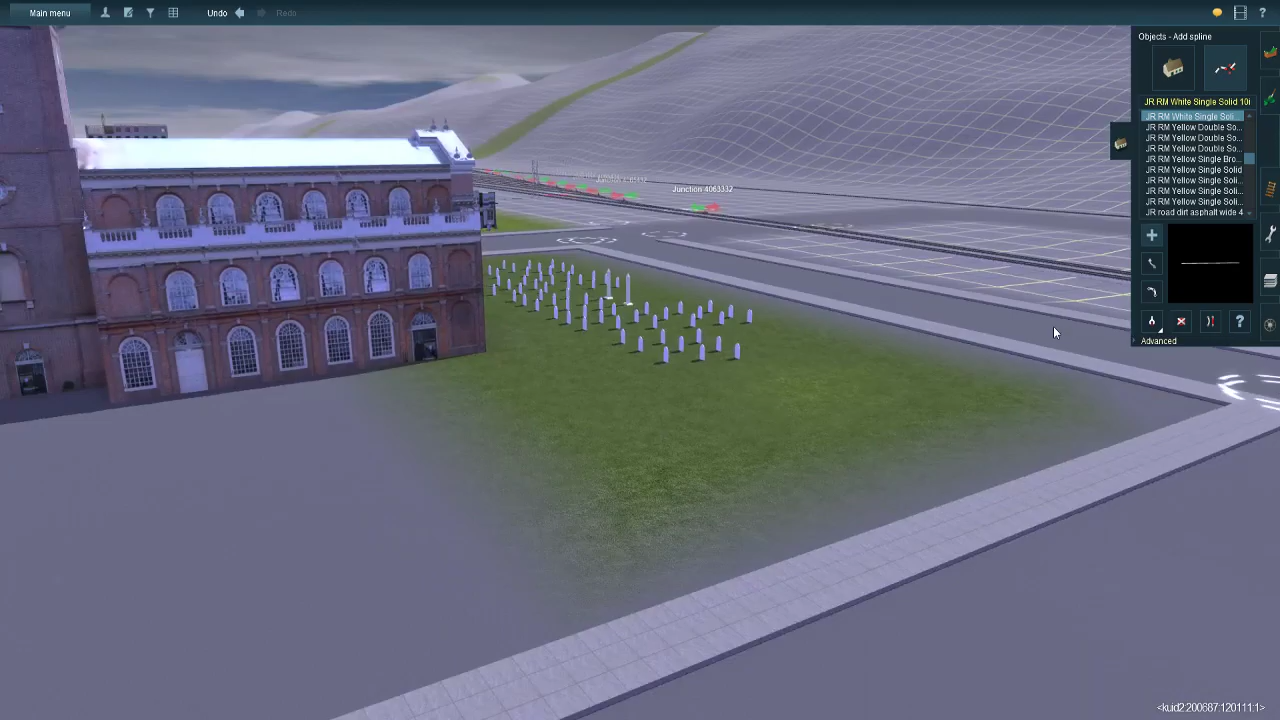 Main menu
Undo
Redo
?
Objects - Add spline
JR RM White Single Solid 10i
JR RM White Single Soli...
JR RM Yellow Double So...
JR RM Yellow Double So...
JR RM Yellow Double So...
JR RM Yellow Single Bro...
JR RM Yellow Single Solid
JR RM Yellow Single Soli...
JR RM Yellow Single Soli...
JR RM Yellow Single Soli...
JR road dirt asphalt wide 4
?
Advanced
Junction 4063332
<kuid2:200687:120111:1>